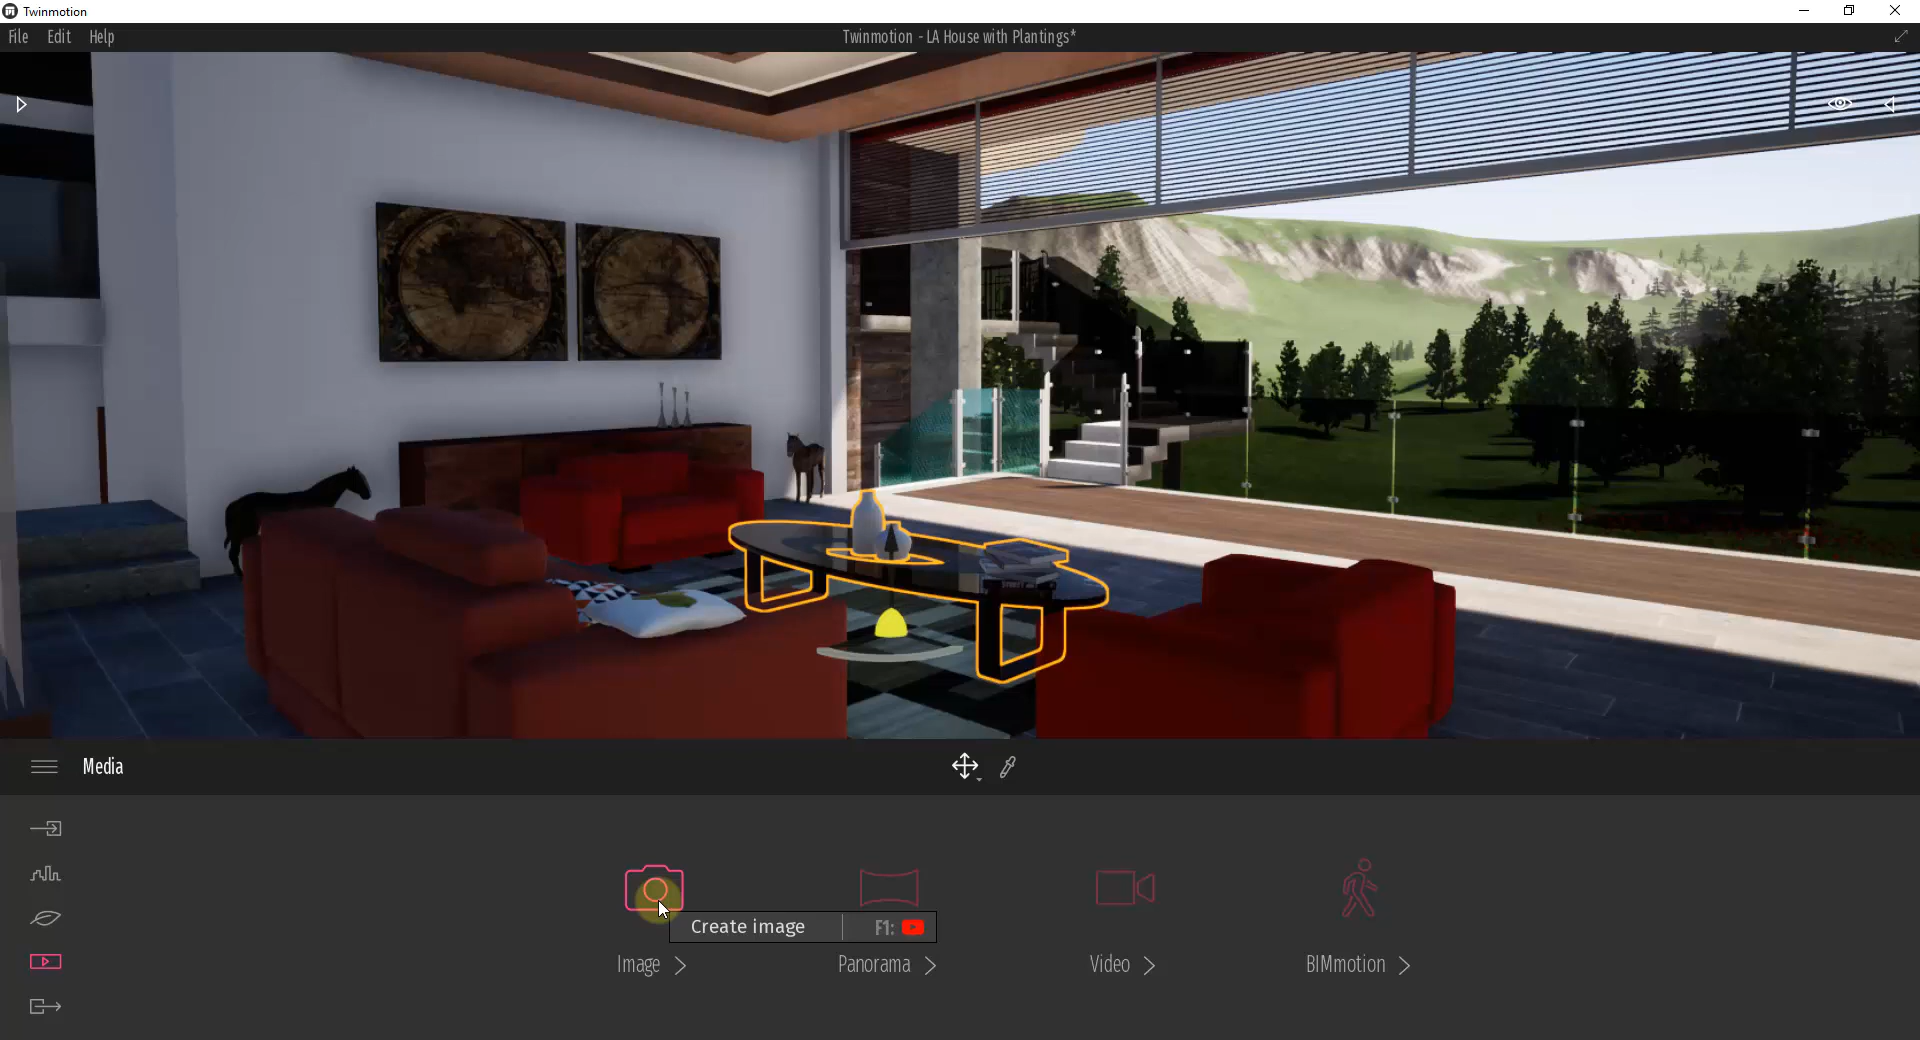 Twinmotion
File Edit Help
Twinmotion - LA House with Plantings*
Media
Create image F1:
Image
Panorama
Video
BIMmotion